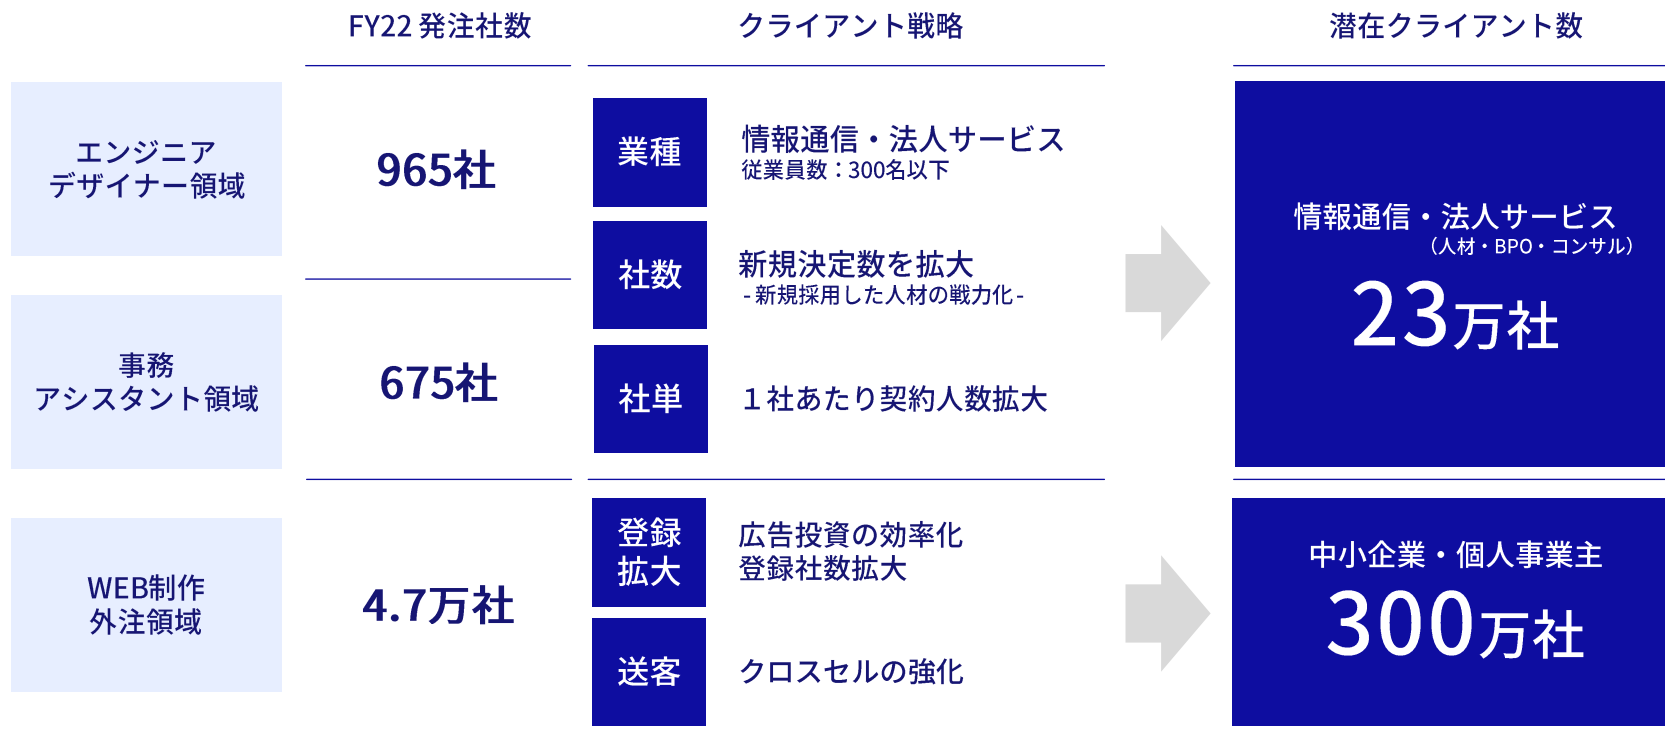 FY22 発注社数
クライアント戦略
潜在クライアント数
エンジニア
デザイナー領域
965社
業種
情報通信・法人サービス
従業員数：300名以下
社数
新規決定数を拡大
- 新規採用した人材の戦力化 -
事務
アシスタント領域
675社
社単
１社あたり契約人数拡大
情報通信・法人サービス
（人材・BPO・コンサル）
23万社
WEB制作
外注領域
4.7万社
登録
拡大
広告投資の効率化
登録社数拡大
送客
クロスセルの強化
中小企業・個人事業主
300万社